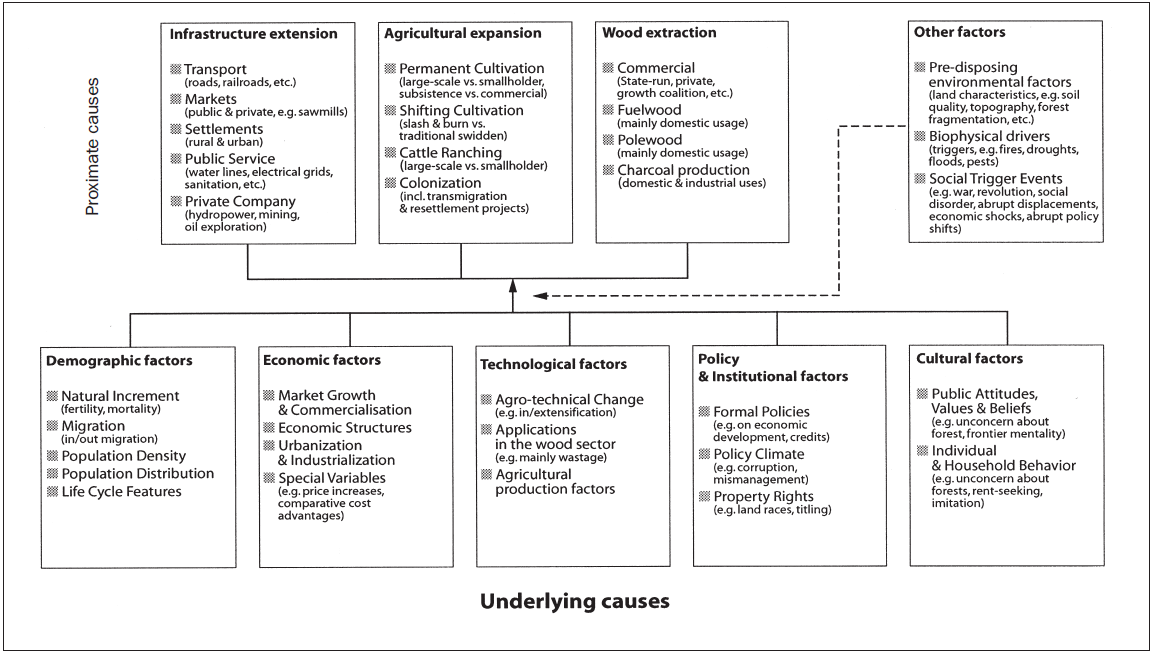 Proximate causes
Infrastructure extension
Transport
(roads, railroads, etc.)
Markets
(public & private, e.g. sawmills)
Settlements
(rural & urban)
Public Service
(water lines, electrical grids,
sanitation, etc.)
Private Company
(hydropower, mining,
oil exploration)
Agricultural expansion
Permanent Cultivation
(large-scale vs. smallholder,
subsistence vs. commercial)
Shifting Cultivation
(slash & burn vs.
traditional swidden)
Cattle Ranching
(large-scale vs. smallholder)
Colonization
(incl. transmigration
& resettlement projects)
Wood extraction
Commercial
(State-run, private,
growth coalition, etc.)
Fuelwood
(mainly domestic usage)
Polewood
(mainly domestic usage)
Charcoal production
(domestic & industrial uses)
Other factors
Pre-disposing
environmental factors
(land characteristics, e.g. soil
quality, topography, forest
fragmentation, etc.)
Biophysical drivers
(triggers, e.g. fires, droughts,
floods, pests)
Social Trigger Events
(e.g. war, revolution, social
disorder, abrupt displacements,
economic shocks, abrupt policy
shifts)
Demographic factors
Natural Increment
(fertility, mortality)
Migration
(in/out migration)
Population Density
Population Distribution
Life Cycle Features
Economic factors
Market Growth
& Commercialisation
Economic Structures
Urbanization
& Industrialization
Special Variables
(e.g. price increases,
comparative cost
advantages)
Technological factors
Agro-technical Change
(e.g. in/extensification)
Applications
in the wood sector
(e.g. mainly wastage)
Agricultural
production factors
Policy
& Institutional factors
Formal Policies
(e.g. on economic
development, credits)
Policy Climate
(e.g. corruption,
mismanagement)
Property Rights
(e.g. land races, titling)
Cultural factors
Public Attitudes,
Values & Beliefs
(e.g. unconcern about
forest, frontier mentality)
Individual
& Household Behavior
(e.g. unconcern about
forests, rent-seeking,
imitation)
Underlying causes